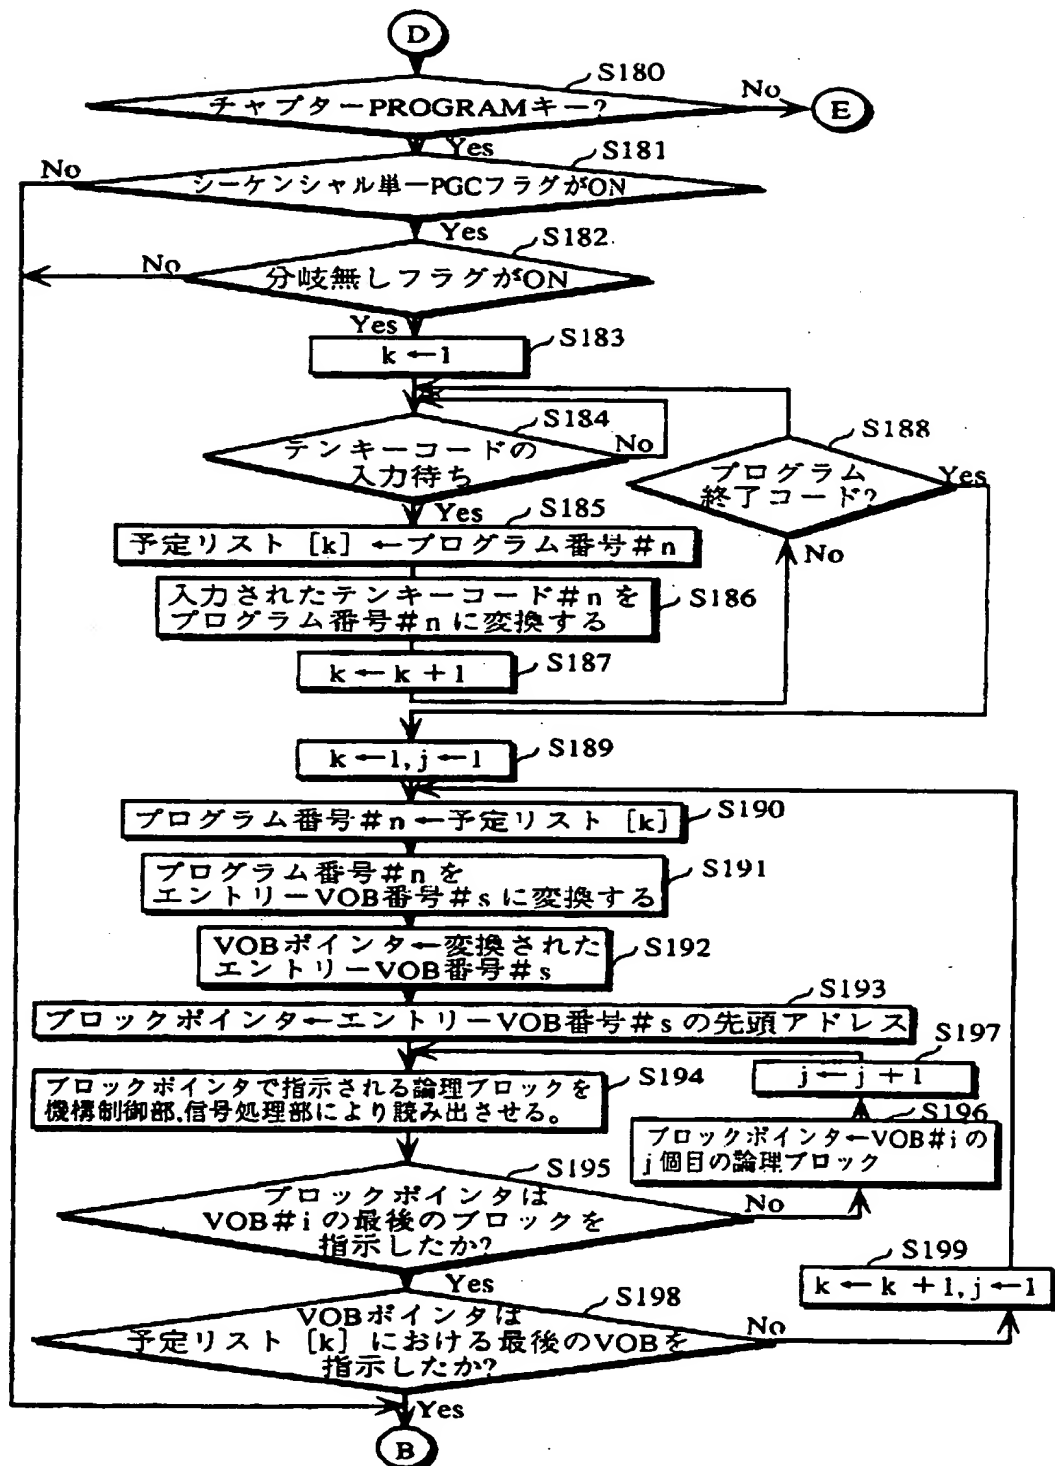 D
S180
チャプターPROGRAMキー?
No
E
Yes
S181
No
シーケンシャル単一PGCフラグがON
Yes
S182
No
分岐無しフラグがON
Yes
S183
k←1
S184
テンキーコードの
入力待ち
No
S188
プログラム
終了コード?
Yes
No
Yes
S185
予定リスト [k] ←プログラム番号#n
S186
入力されたテンキーコード#nを
プログラム番号#nに変換する
S187
k←k+1
S189
k←1,j←1
S190
プログラム番号#n←予定リスト [k]
S191
プログラム番号#nを
エントリーVOB番号#sに変換する
S192
VOBポインタ←変換された
エントリーVOB番号#s
S193
ブロックポインタ←エントリーVOB番号#sの先頭アドレス
S197
j←j+1
S194
ブロックポインタで指示される論理ブロックを
機構制御部,信号処理部により読み出させる。
S196
ブロックポインタ←VOB#iの
j個目の論理ブロック
S195
ブロックポインタは
VOB#iの最後のブロックを
指示したか?
No
Yes
S199
k←k+1,j←1
S198
VOBポインタは
予定リスト [k] における最後のVOBを
指示したか?
No
Yes
B